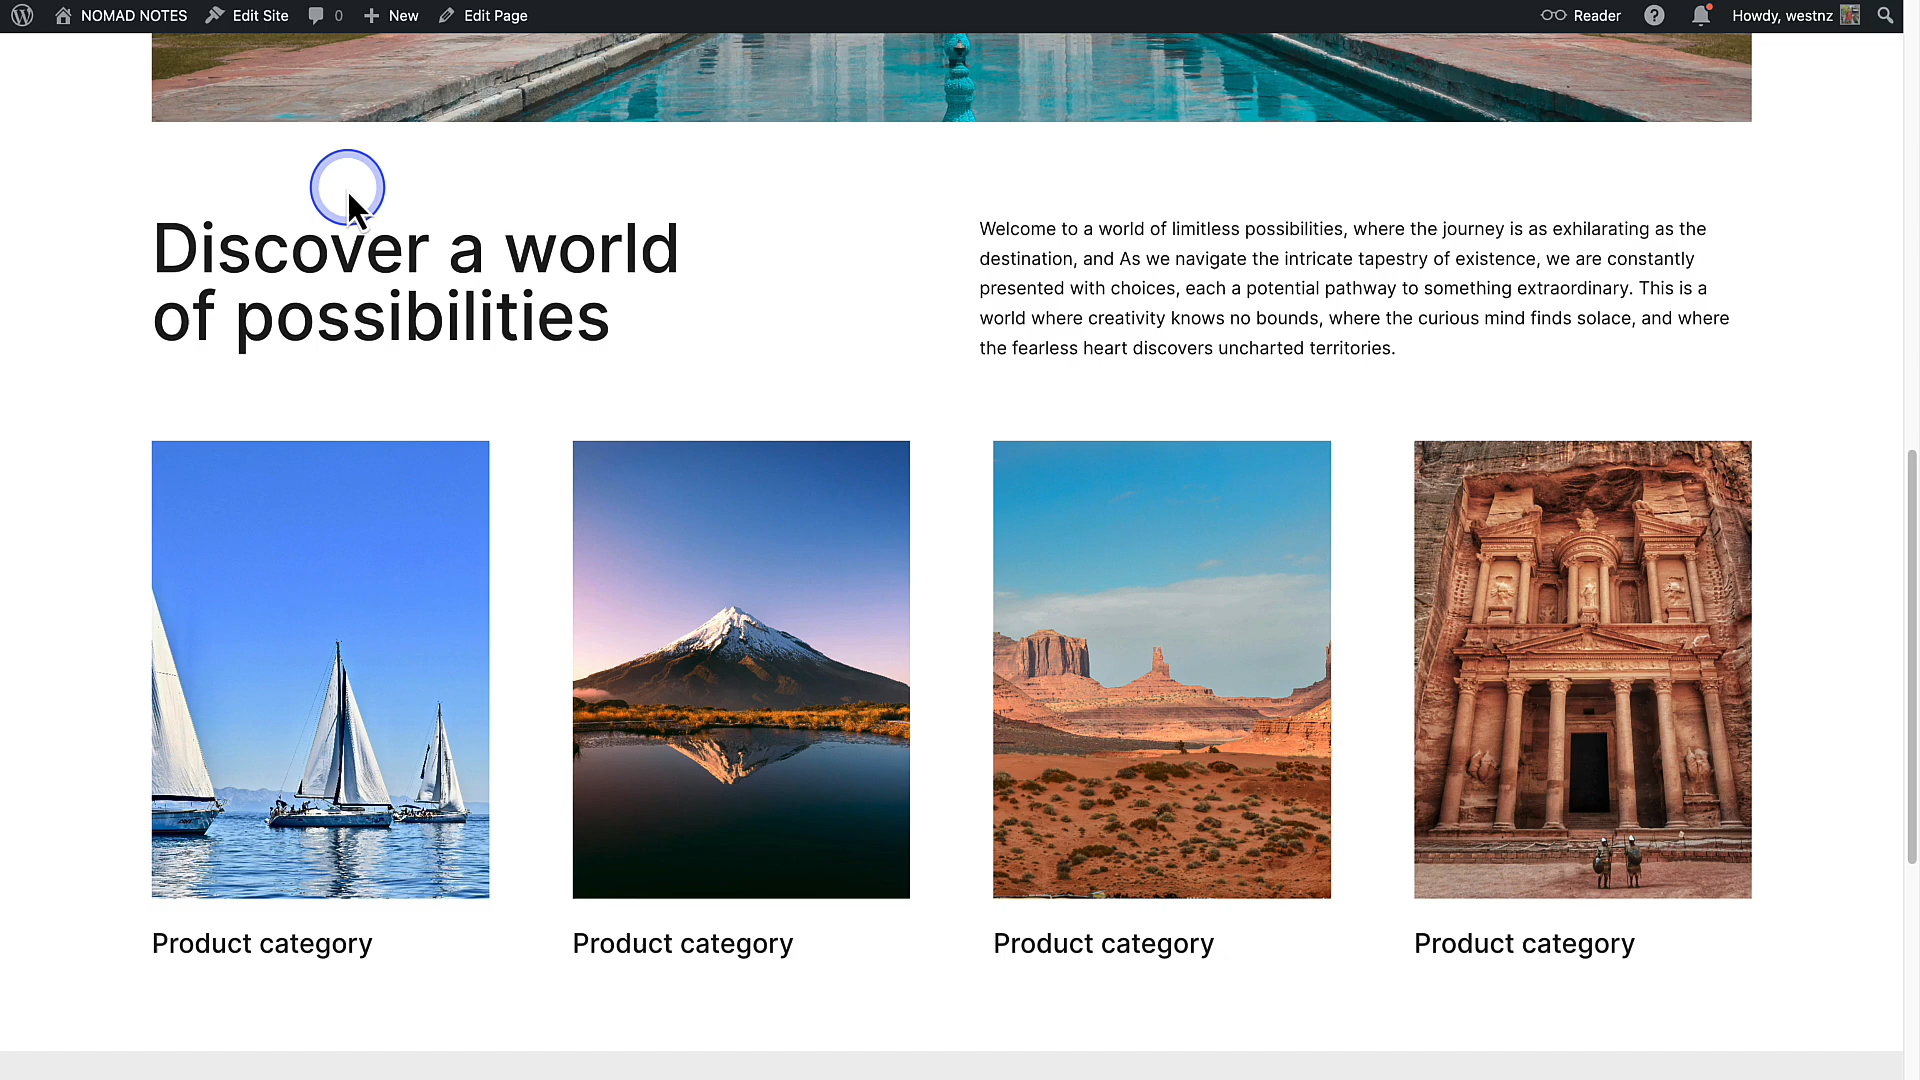 NOMAD NOTES Edit Site 0 New Edit Page Reader Howdy, westnz
Discover a world
of possibilities
Welcome to a world of limitless possibilities, where the journey is as exhilarating as the
destination, and As we navigate the intricate tapestry of existence, we are constantly
presented with choices, each a potential pathway to something extraordinary. This is a
world where creativity knows no bounds, where the curious mind finds solace, and where
the fearless heart discovers uncharted territories.
Product category
Product category
Product category
Product category